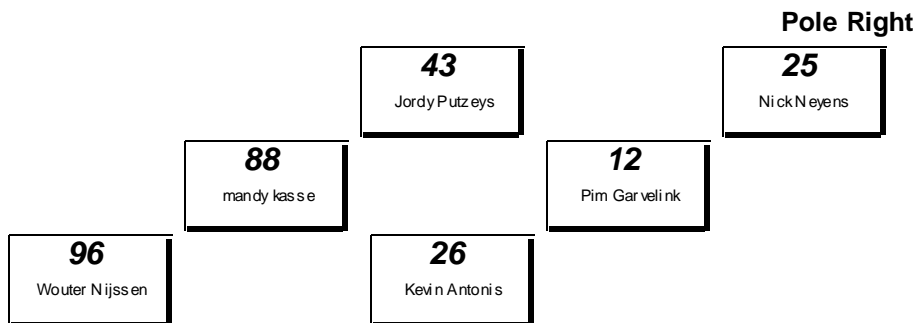 Pole Right
43 25
Jordy Putzeys Nick Neyens
88 12
mandy kasse Pim Garvelink
96 26
Wouter Nijssen Kevin Antonis